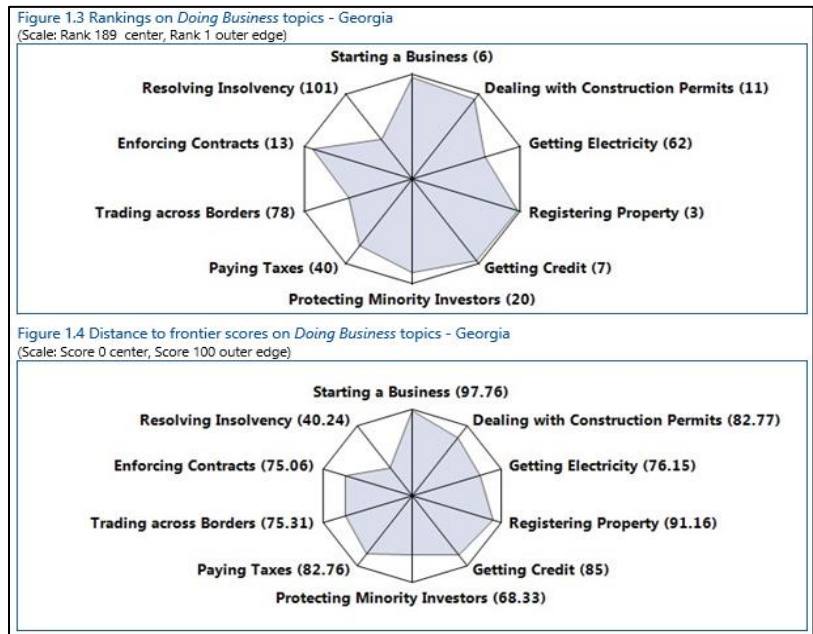 Figure 1.3 Rankings on Doing Business topics - Georgia
(Scale: Rank 189 center, Rank 1 outer edge)
Starting a Business (6)
Resolving Insolvency (101)
Dealing with Construction Permits (11)
Enforcing Contracts (13)
Getting Electricity (62)
Trading across Borders (78)
Registering Property (3)
Paying Taxes (40)
Getting Credit (7)
Protecting Minority Investors (20)
Figure 1.4 Distance to frontier scores on Doing Business topics - Georgia
(Scale: Score 0 center, Score 100 outer edge)
Starting a Business (97.76)
Resolving Insolvency (40.24)
Dealing with Construction Permits (82.77)
Enforcing Contracts (75.06)
Getting Electricity (76.15)
Trading across Borders (75.31)
Registering Property (91.16)
Paying Taxes (82.76)
Getting Credit (85)
Protecting Minority Investors (68.33)